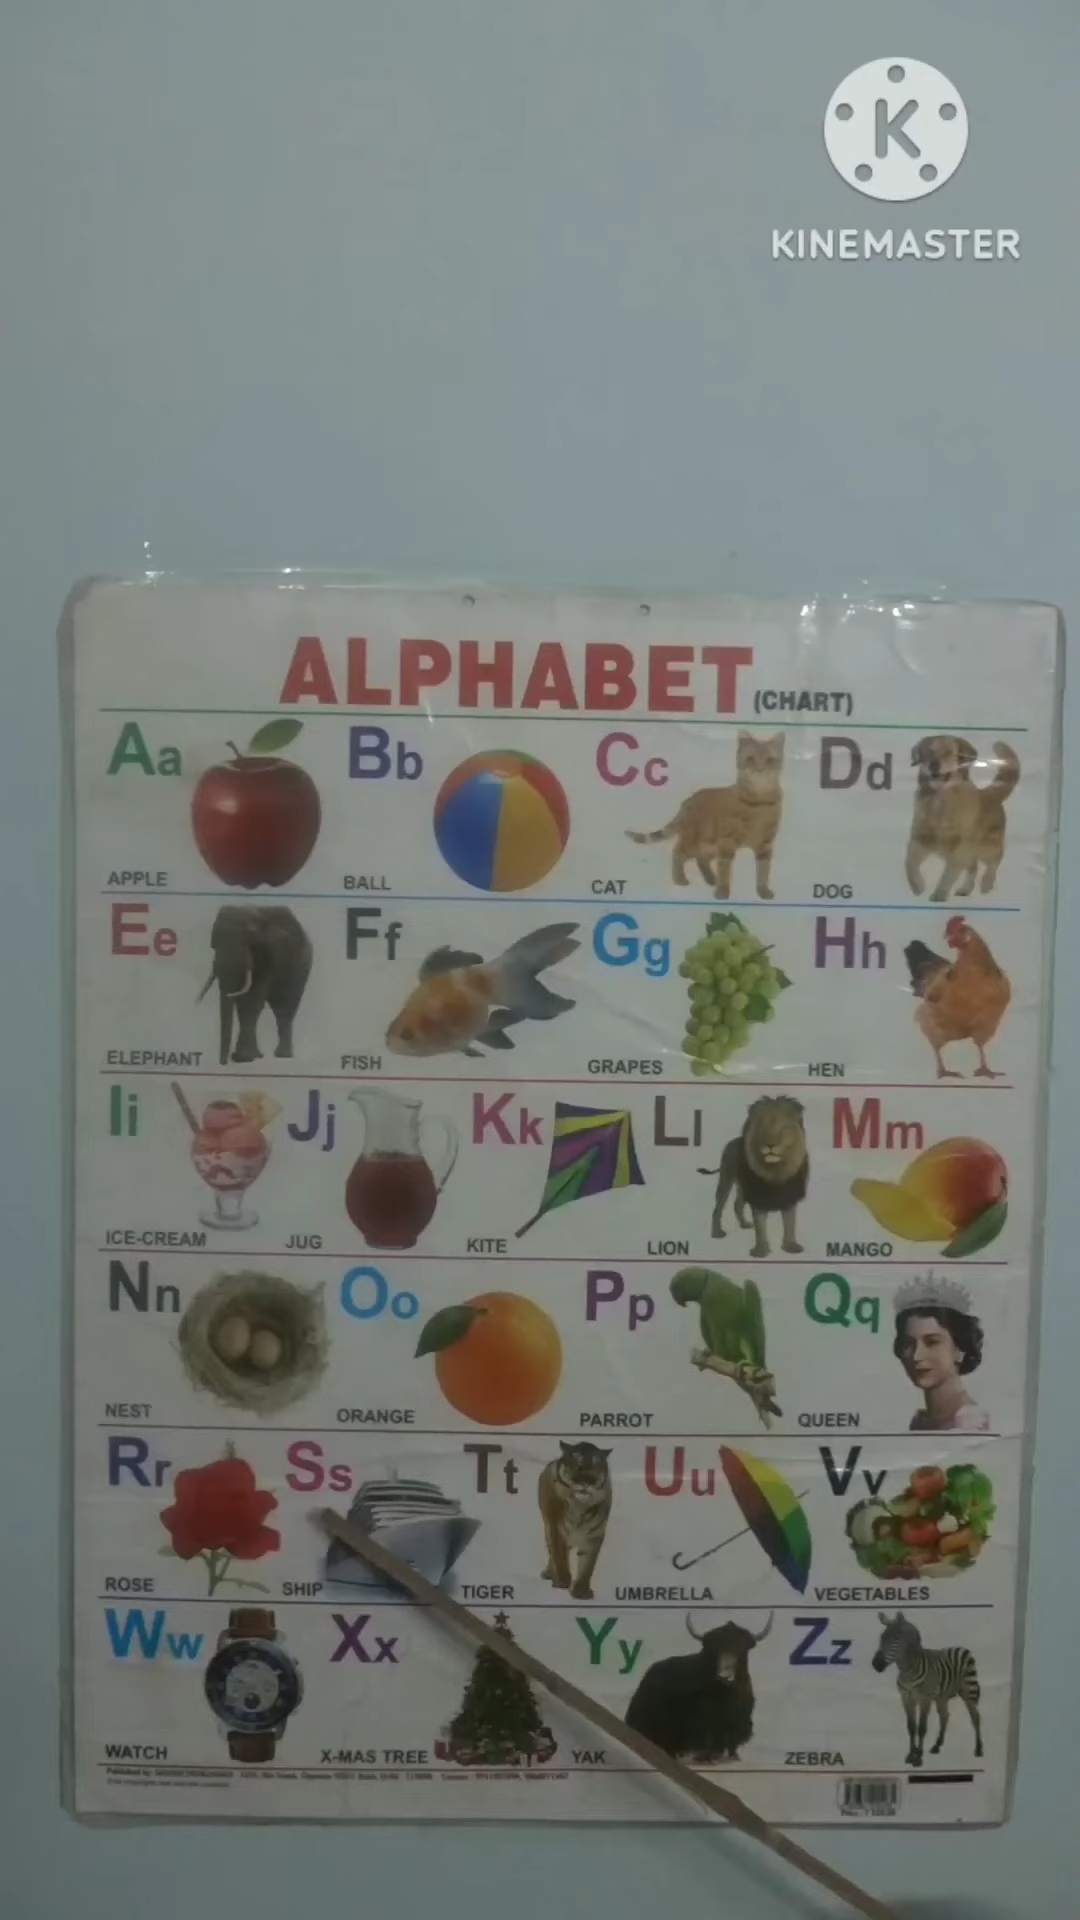 K
KINEMASTER
ALPHABET (CHART)
Aa Bb Cc Dd
APPLE BALL CAT DOG
Ee Ff Gg Hh
ELEPHANT FISH GRAPES HEN
Ii Jj Kk Ll Mm
ICE-CREAM JUG KITE LION MANGO
Nn Oo Pp Qq
NEST ORANGE PARROT QUEEN
Rr Ss Tt Uu Vv
ROSE SHIP TIGER UMBRELLA VEGETABLES
Ww Xx Yy Zz
WATCH X-MAS TREE YAK ZEBRA
Published by: